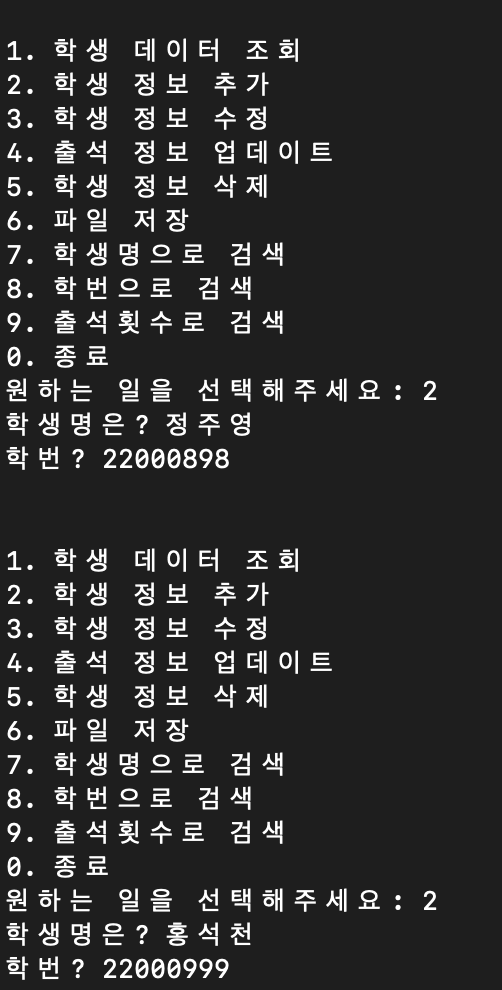 1. 학생 데이터 조회
2. 학생 정보 추가
3. 학생 정보 수정
4. 출석 정보 업데이트
5. 학생 정보 삭제
6. 파일 저장
7. 학생명으로 검색
8. 학번으로 검색
9. 출석횟수로 검색
0. 종료
원하는 일을 선택해주세요: 2
학생명은? 정주영
학번? 22000898
1. 학생 데이터 조회
2. 학생 정보 추가
3. 학생 정보 수정
4. 출석 정보 업데이트
5. 학생 정보 삭제
6. 파일 저장
7. 학생명으로 검색
8. 학번으로 검색
9. 출석횟수로 검색
0. 종료
원하는 일을 선택해주세요: 2
학생명은? 홍석천
학번? 22000999